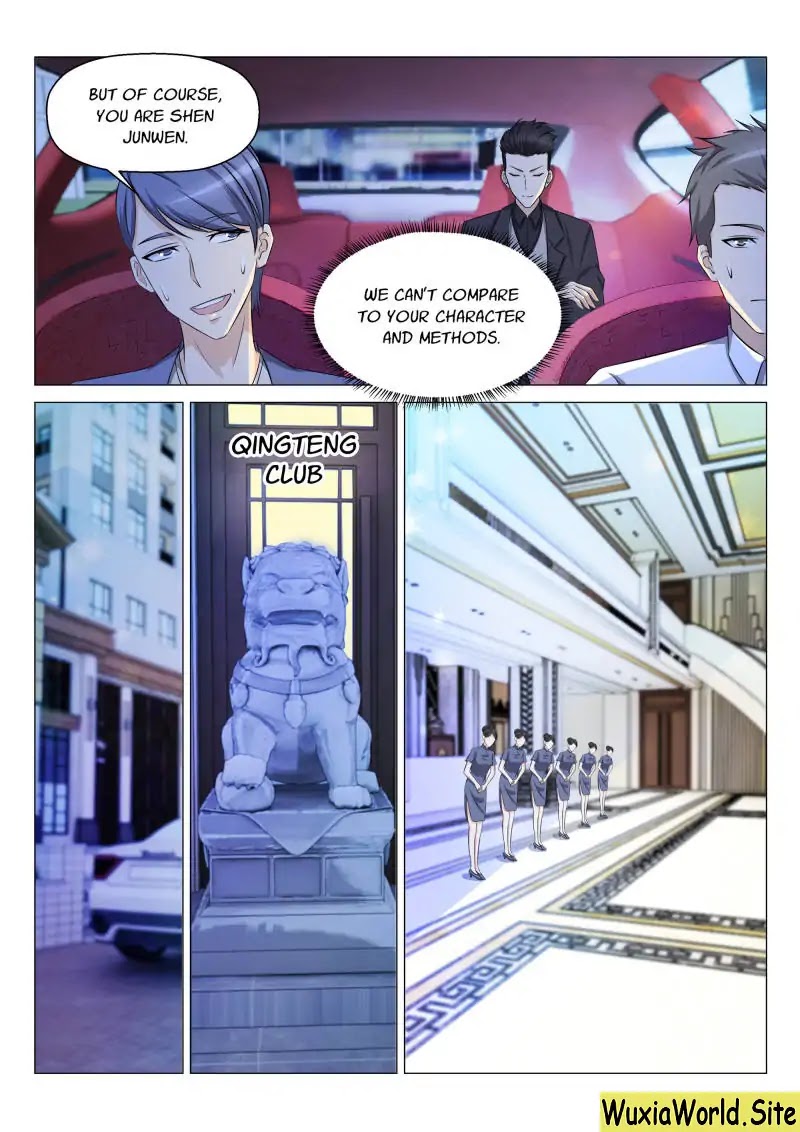 BUT OF COURSE,
YOU ARE SHEN
JUNWEN.
WE CAN'T COMPARE
TO YOUR CHARACTER
AND METHODS.
QINGTENG
CLUB
WuxiaWorld.Site